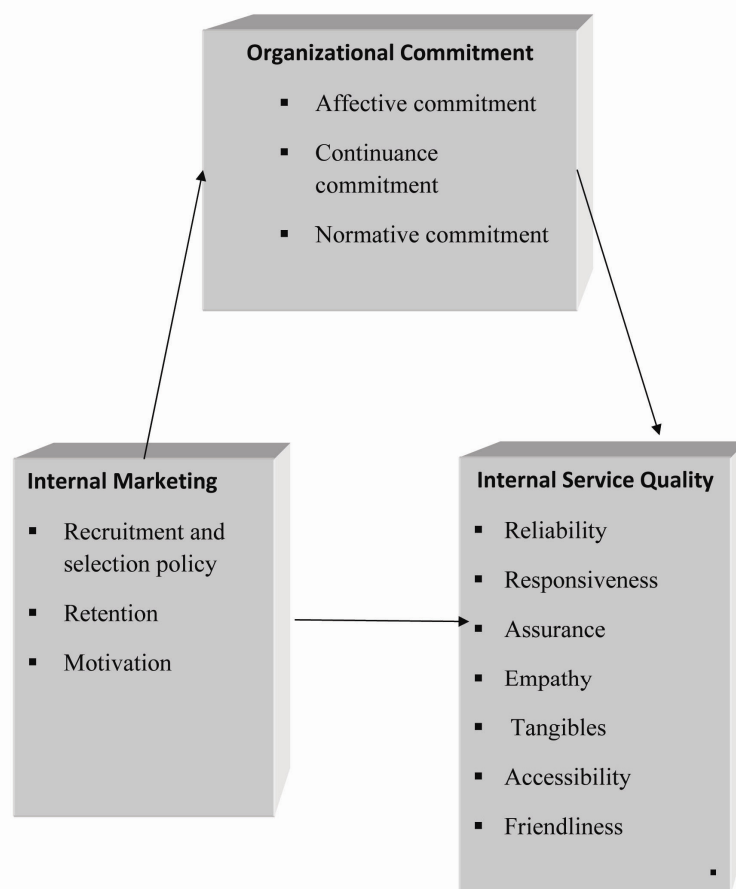 Organizational Commitment
▪ Affective commitment
▪ Continuance
commitment
▪ Normative commitment
Internal Marketing
▪ Recruitment and
selection policy
▪ Retention
▪ Motivation
Internal Service Quality
▪ Reliability
▪ Responsiveness
▪ Assurance
▪ Empathy
▪ Tangibles
▪ Accessibility
▪ Friendliness
▪